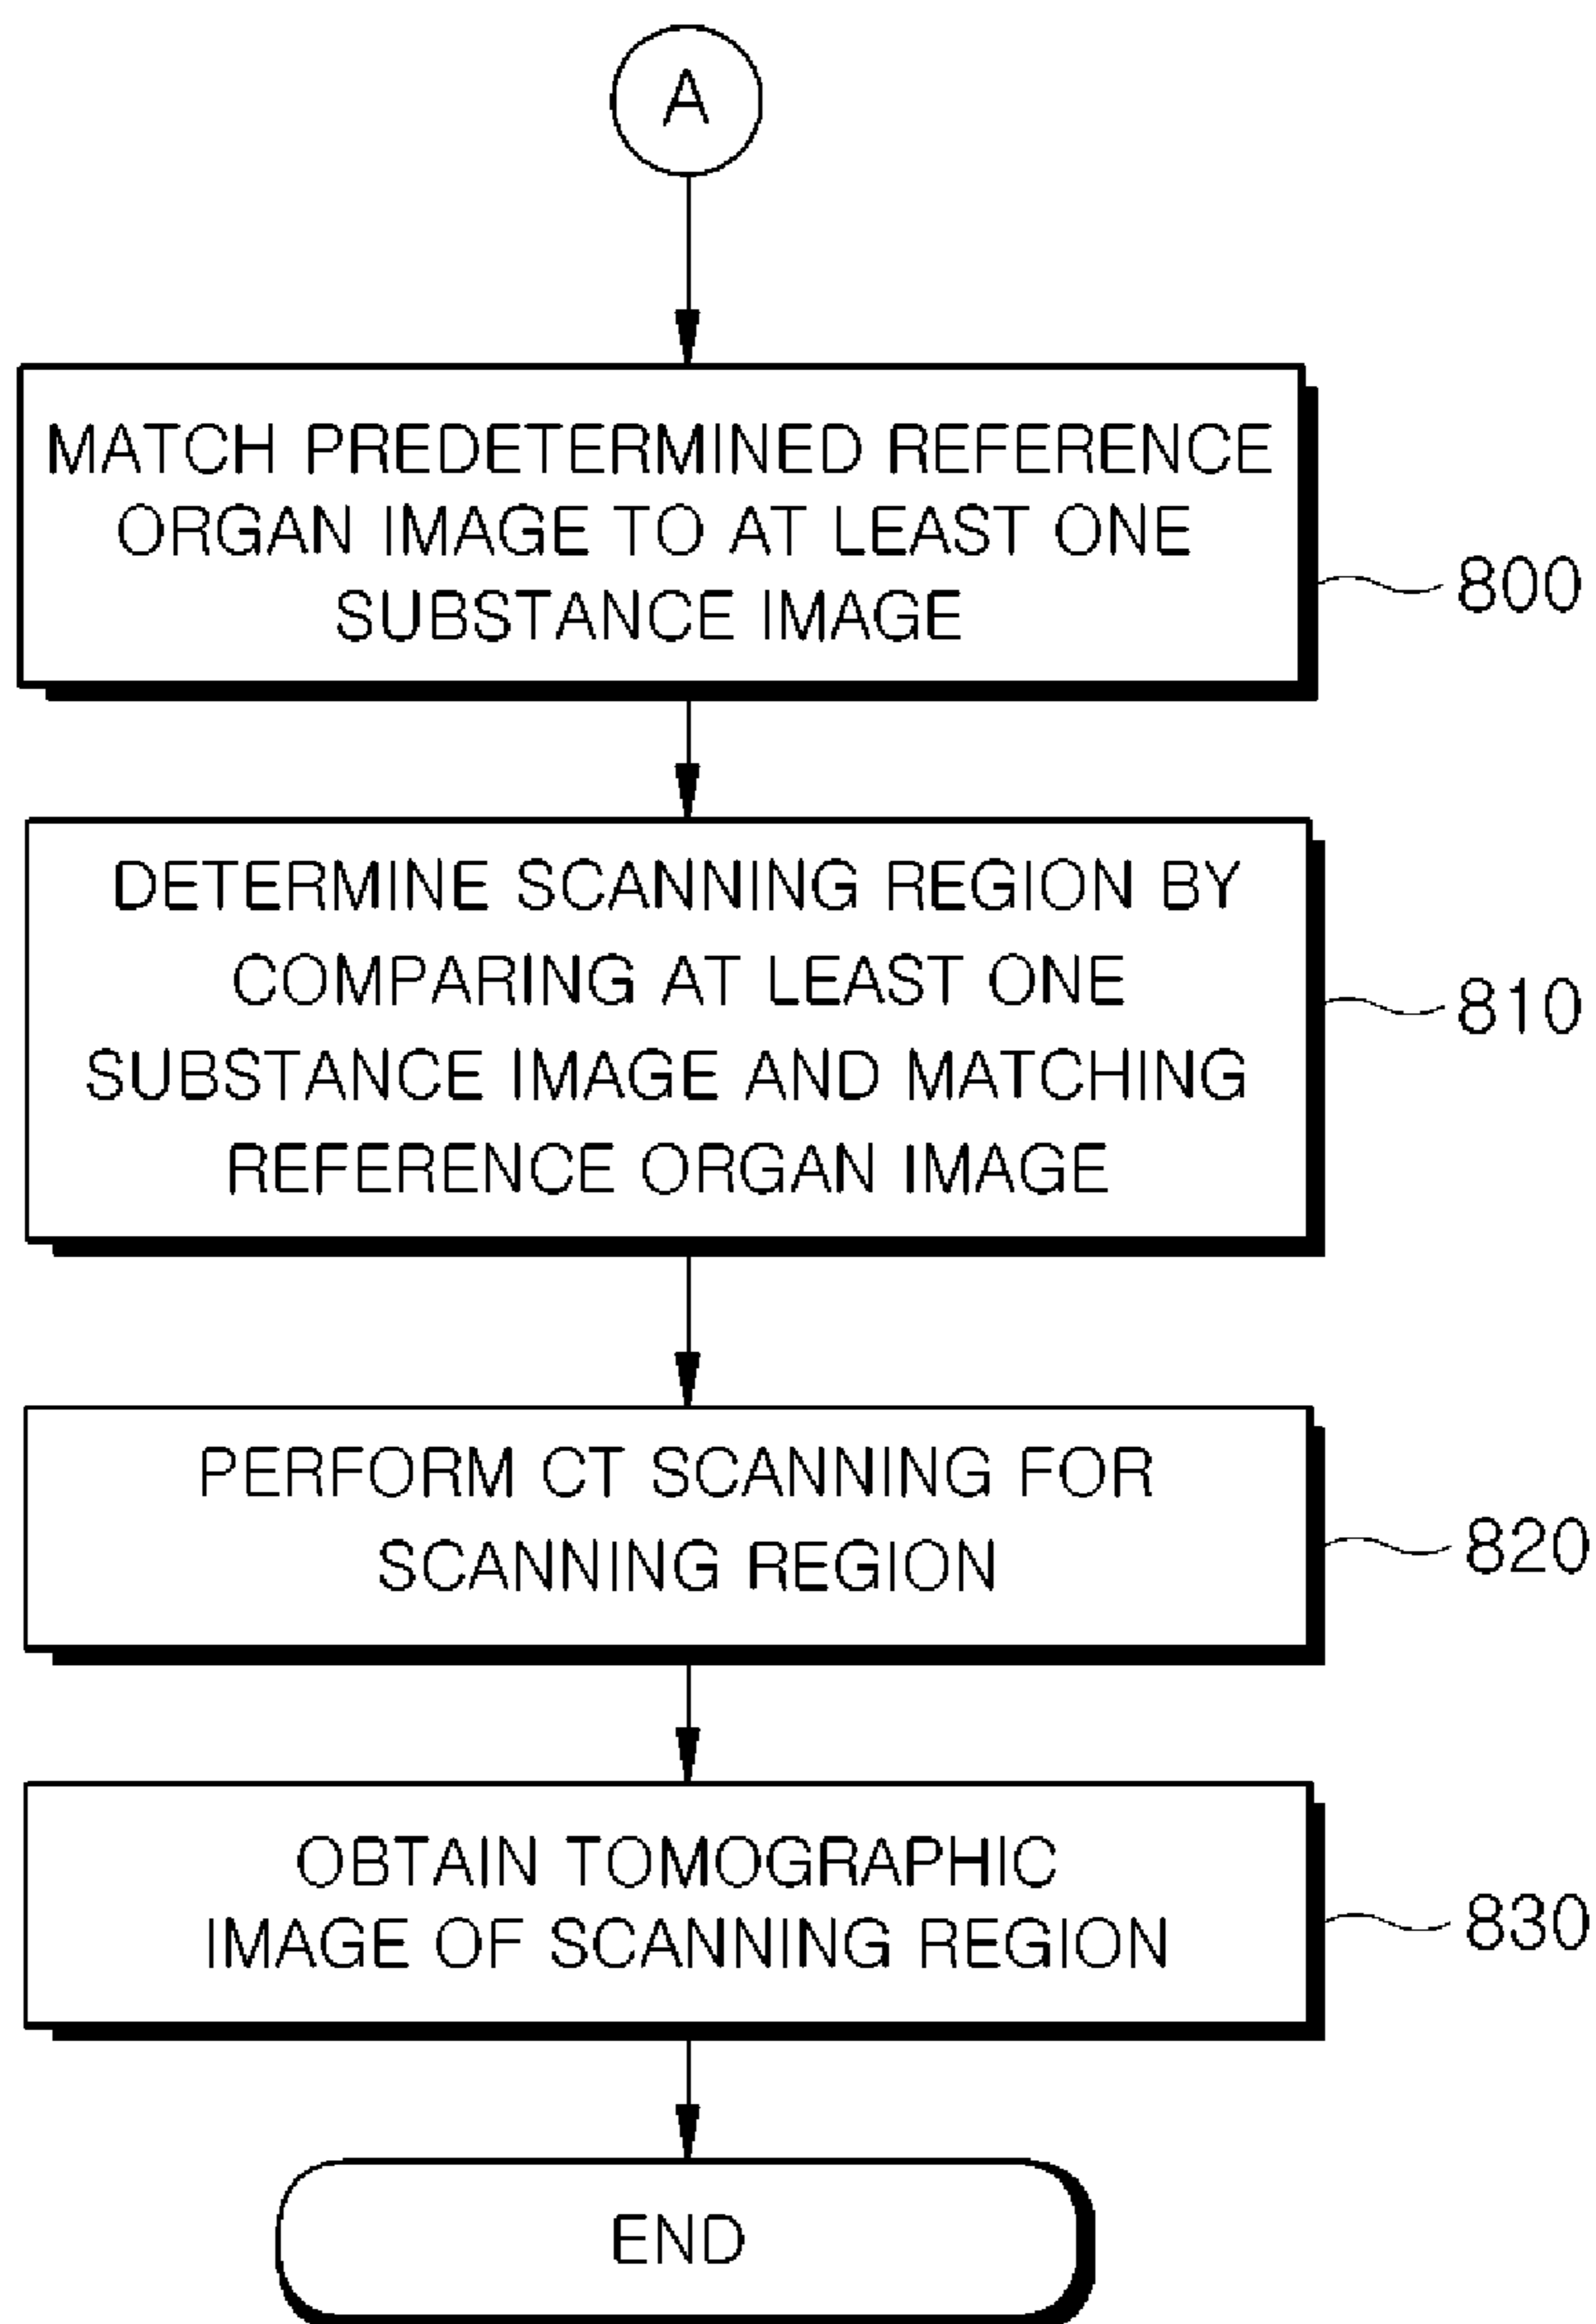 A
MATCH PREDETERMINED REFERENCE
ORGAN IMAGE TO AT LEAST ONE
SUBSTANCE IMAGE
800
DETERMINE SCANNING REGION BY
COMPARING AT LEAST ONE
SUBSTANCE IMAGE AND MATCHING
REFERENCE ORGAN IMAGE
810
PERFORM CT SCANNING FOR
SCANNING REGION
820
OBTAIN TOMOGRAPHIC
IMAGE OF SCANNING REGION
830
END